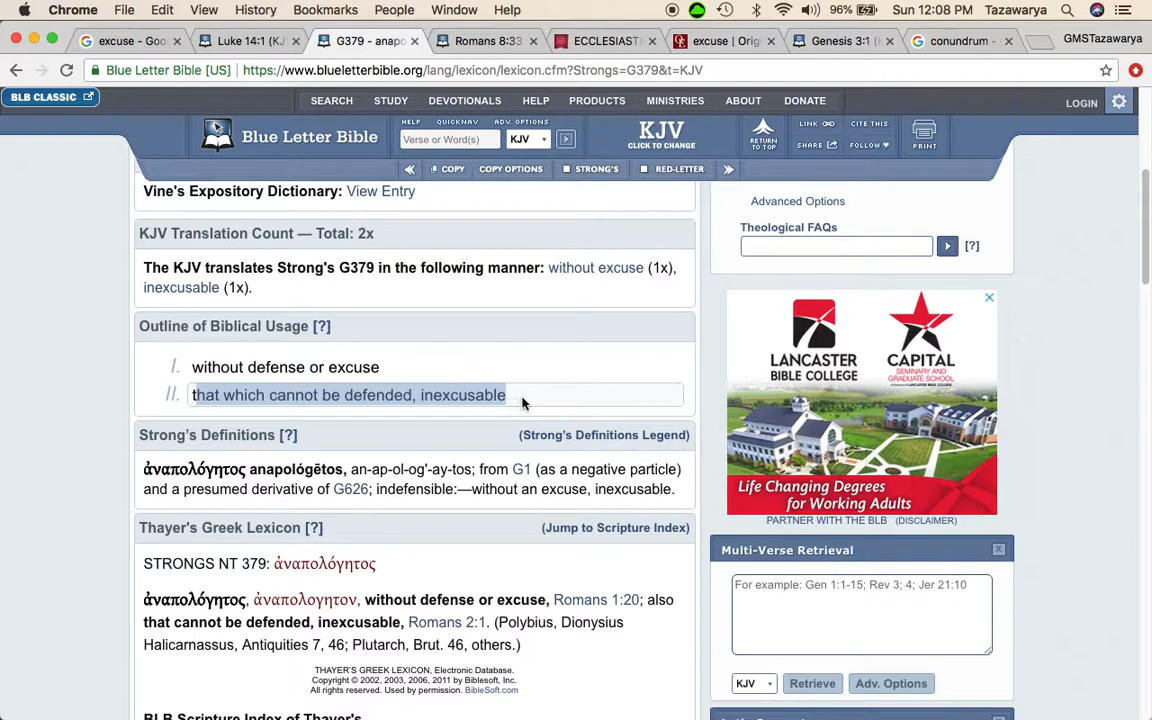 Chrome File Edit View History Bookmarks People Window Help 96% Sun 12:08 PM Tazawarya
excuse - Goo Luke 14:1 (KJ G379 - anapo Romans 8:33 ECCLESIAST excuse | Orig Genesis 3:1 (K conundrum - GMSTazawarya
Blue Letter Bible [US] https://www.blueletterbible.org/lang/lexicon/lexicon.cfm?Strongs=G379&t=KJV
BLB CLASSIC
SEARCH STUDY DEVOTIONALS HELP PRODUCTS MINISTRIES ABOUT DONATE LOGIN
HELP QUICKNAV ADV. OPTIONS
Blue Letter Bible Verse or Word(s) KJV
KJV
CLICK TO CHANGE
RETURN
TO TOP
LINK CITE THIS
SHARE FOLLOW
PRINT
COPY COPY OPTIONS STRONG'S RED-LETTER
Vine's Expository Dictionary: View Entry
KJV Translation Count — Total: 2x
The KJV translates Strong's G379 in the following manner: without excuse (1x),
inexcusable (1x).
Outline of Biblical Usage [?]
I. without defense or excuse
II. that which cannot be defended, inexcusable
Strong's Definitions [?] (Strong's Definitions Legend)
ἀναπολόγητος anapológētos, an-ap-ol-og'-ay-tos; from G1 (as a negative particle)
and a presumed derivative of G626; indefensible:—without an excuse, inexcusable.
Thayer's Greek Lexicon [?] (Jump to Scripture Index)
STRONGS NT 379: ἀναπολόγητος
ἀναπολόγητος, ἀναπολογητον, without defense or excuse, Romans 1:20; also
that cannot be defended, inexcusable, Romans 2:1. (Polybius, Dionysius
Halicarnassus, Antiquities 7, 46; Plutarch, Brut. 46, others.)
THAYER'S GREEK LEXICON, Electronic Database.
Copyright © 2002, 2003, 2006, 2011 by Biblesoft, Inc.
All rights reserved. Used by permission. BibleSoft.com
BLB Scripture Index of Thayer's
Advanced Options
Theological FAQs
[?]
LANCASTER
BIBLE COLLEGE
CAPITAL
SEMINARY AND
GRADUATE SCHOOL
Life Changing Degrees
for Working Adults
PARTNER WITH THE BLB (DISCLAIMER)
Multi-Verse Retrieval
For example: Gen 1:1-15; Rev 3; 4; Jer 21:10
KJV Retrieve Adv. Options